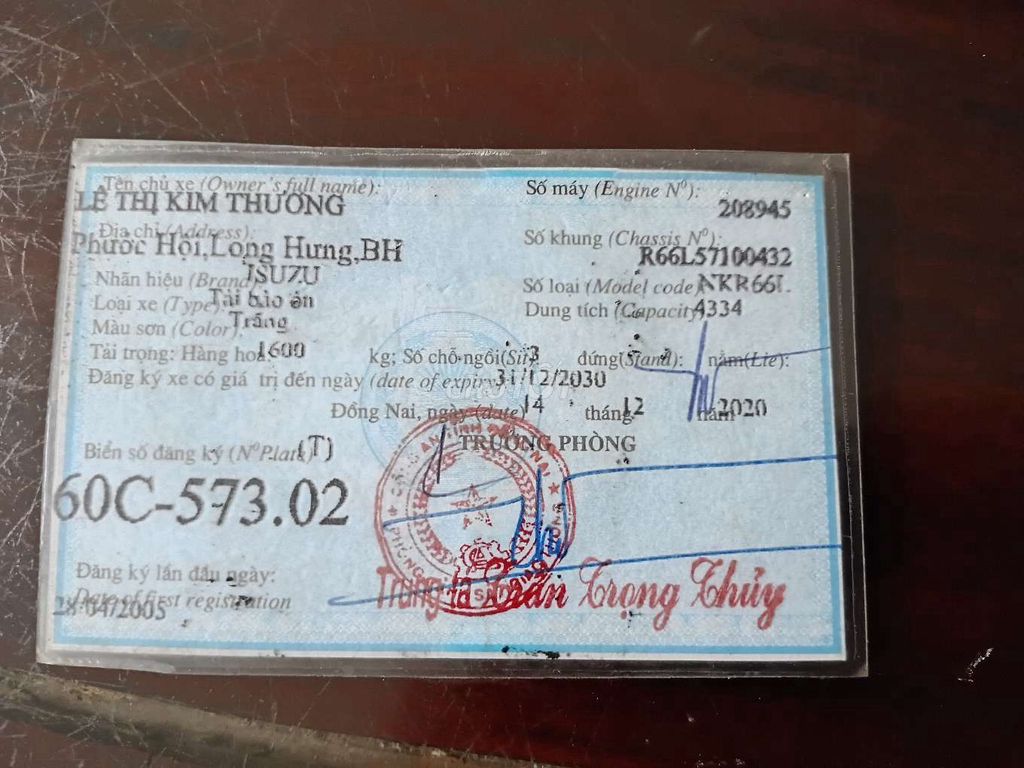 Tên chủ xe (Owner's full name):
LÊ THỊ KIM THƯƠNG
Địa chỉ (Address):
Phước Hội,Long Hưng,BH
Nhãn hiệu (Brand) ISUZU
Loại xe (Type): Tải bảo ôn
Màu sơn (Color): Trắng
Số máy (Engine Nº):
208945
Số khung (Chassis Nº):
R66L57100432
Số loại (Model code) NKR66L
Dung tích (Capacity) 4334
Tải trọng: Hàng hoá 1600 kg; Số chỗ ngồi(Sit): 3 đứng(Stand): nằm(Lie):
Đăng ký xe có giá trị đến ngày (date of expiry) 31/12/2030
Đồng Nai, ngày (date) 14 tháng 12 năm 2020
TRƯỞNG PHÒNG
Biển số đăng ký (Nº Plate) (T)
60C-573.02
Đăng ký lần đầu ngày:
Date of first registration
28/04/2005
Trung tá Trần Trọng Thủy